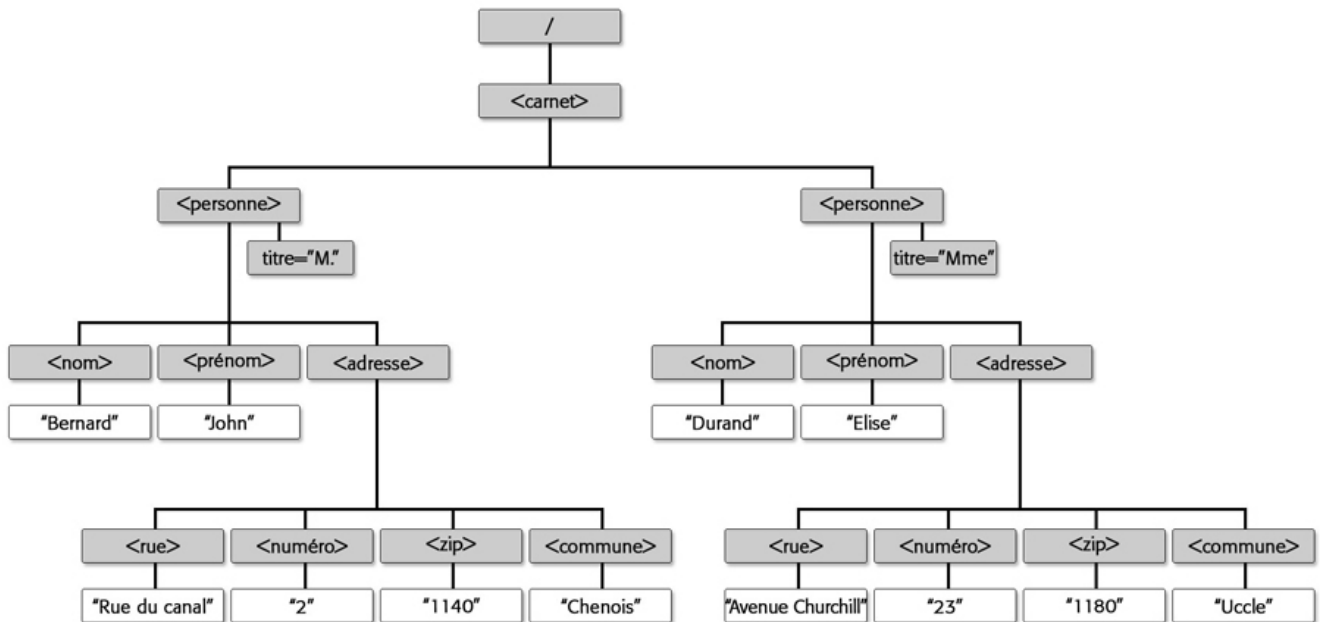 /
<carnet>
<personne>
<personne>
titre="M."
titre="Mme"
<nom>
<prénom>
<adresse>
<nom>
<prénom>
<adresse>
"Bernard"
"John"
"Durand"
"Elise"
<rue>
<numéro>
<zip>
<commune>
<rue>
<numéro>
<zip>
<commune>
"Rue du canal"
"2"
"1140"
"Chenois"
"Avenue Churchill"
"23"
"1180"
"Uccle"